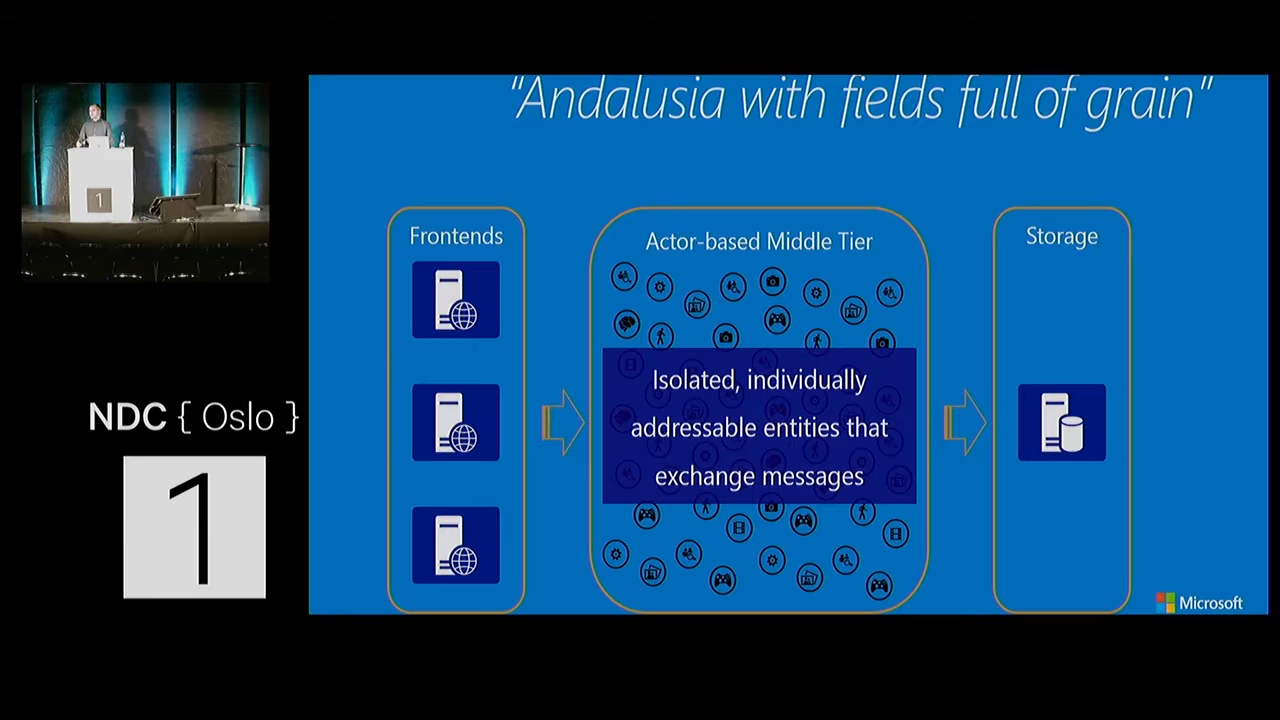 "Andalusia with fields full of grain"
Frontends
Actor-based Middle Tier
Storage
Isolated, individually
addressable entities that
exchange messages
Microsoft
1
NDC { Oslo }
1